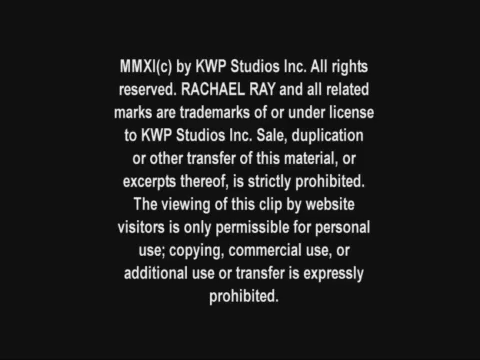 MMXI(c) by KWP Studios Inc. All rights
reserved. RACHAEL RAY and all related
marks are trademarks of or under license
to KWP Studios Inc. Sale, duplication
or other transfer of this material, or
excerpts thereof, is strictly prohibited.
The viewing of this clip by website
visitors is only permissible for personal
use; copying, commercial use, or
additional use or transfer is expressly
prohibited.